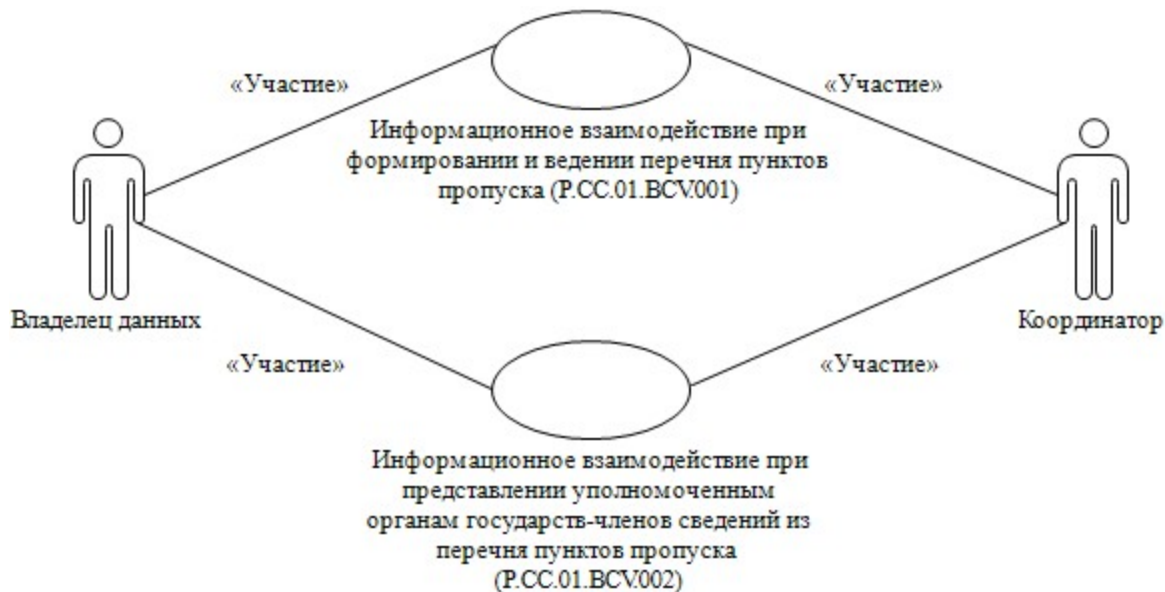 «Участие»
«Участие»
Информационное взаимодействие при
формировании и ведении перечня пунктов
пропуска (P.CC.01.BCV.001)
Владелец данных
Координатор
«Участие»
«Участие»
Информационное взаимодействие при
представлении уполномоченным
органам государств-членов сведений из
перечня пунктов пропуска
(P.CC.01.BCV.002)